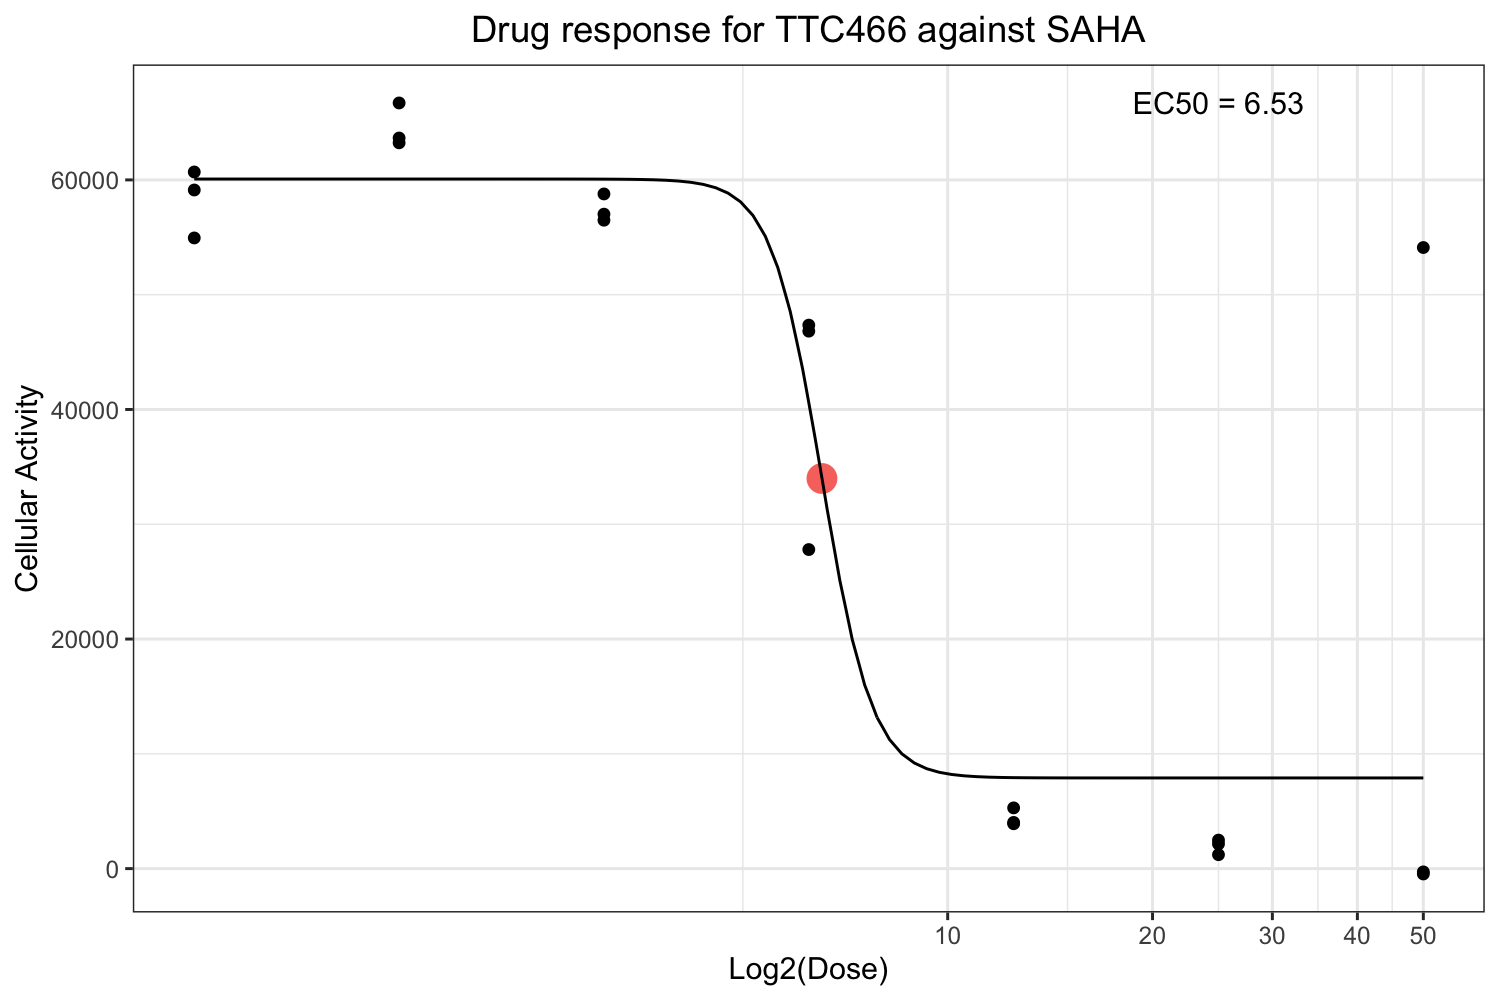 Drug response for TTC466 against SAHA
EC50 = 6.53
60000
40000
20000
0
Cellular Activity
10 20 30 40 50
Log2(Dose)